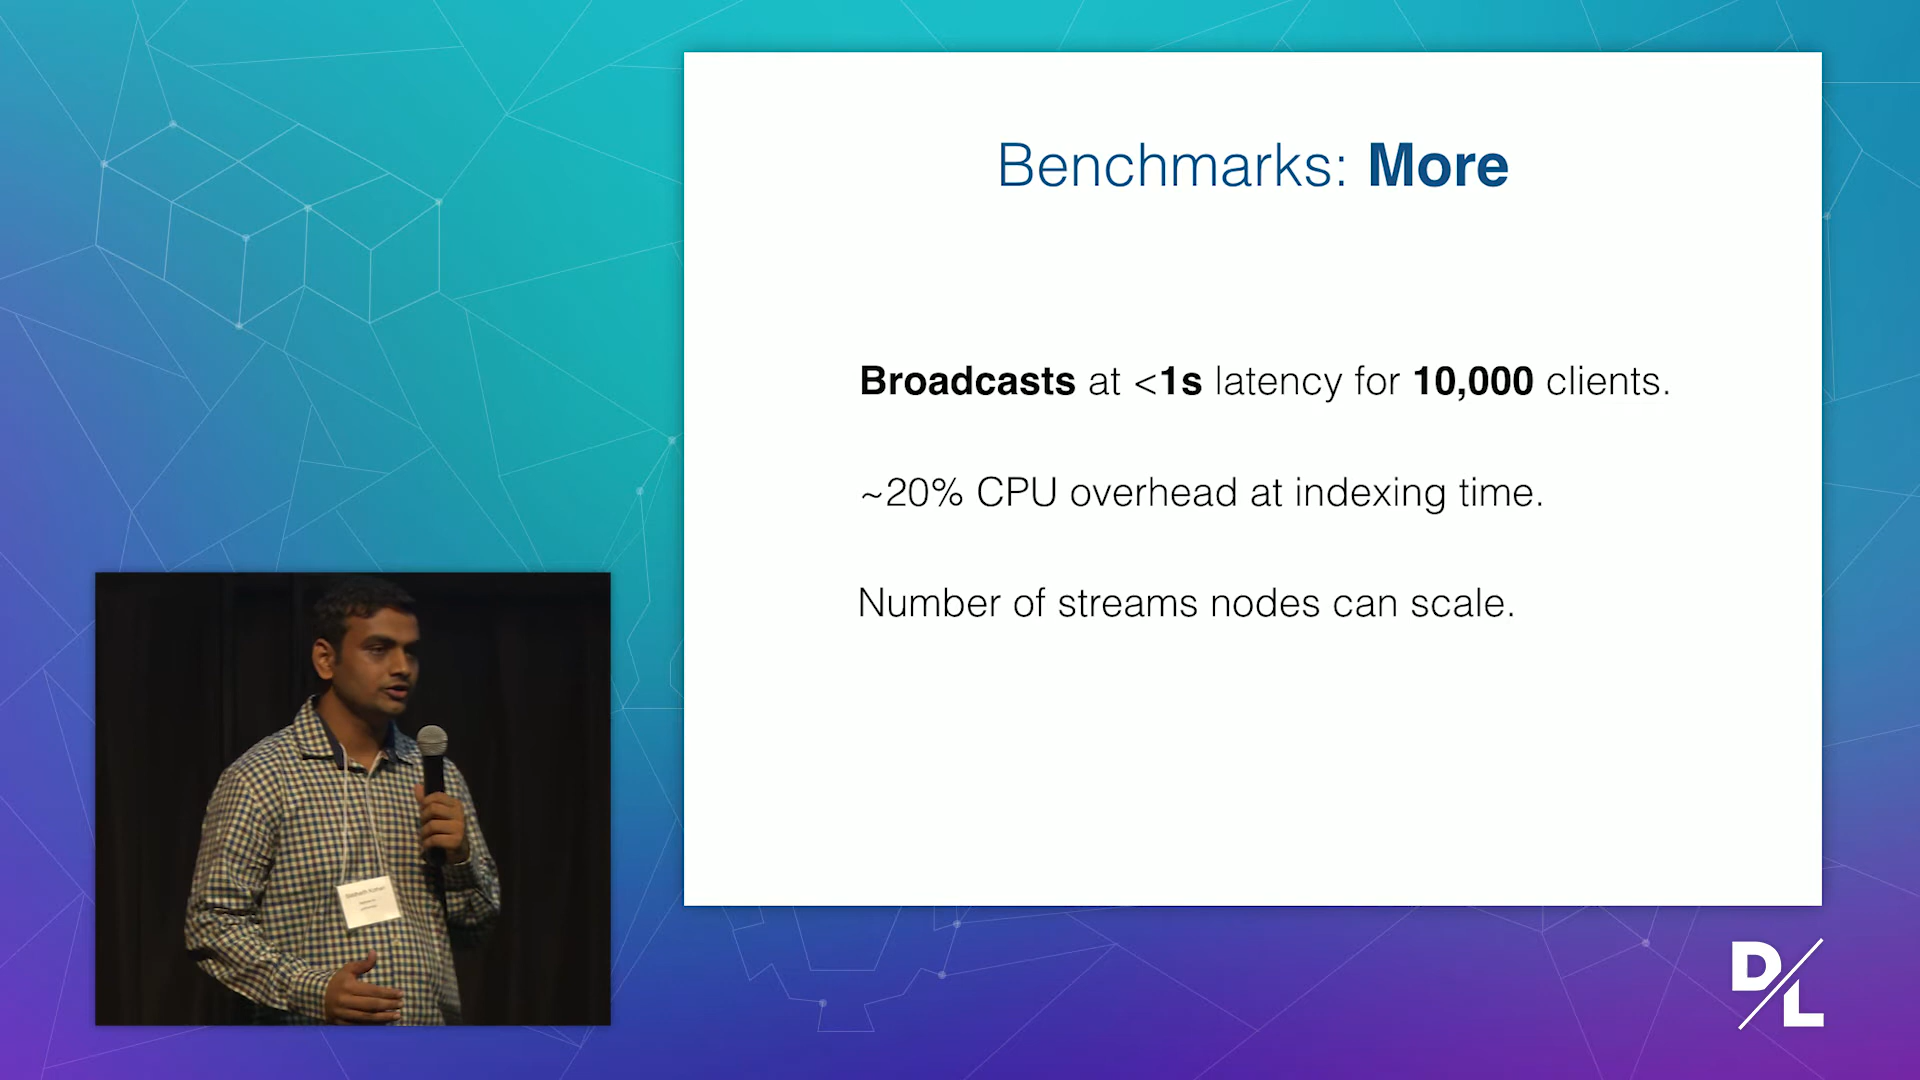 Benchmarks: More
Broadcasts at <1s latency for 10,000 clients.
~20% CPU overhead at indexing time.
Number of streams nodes can scale.
D/L